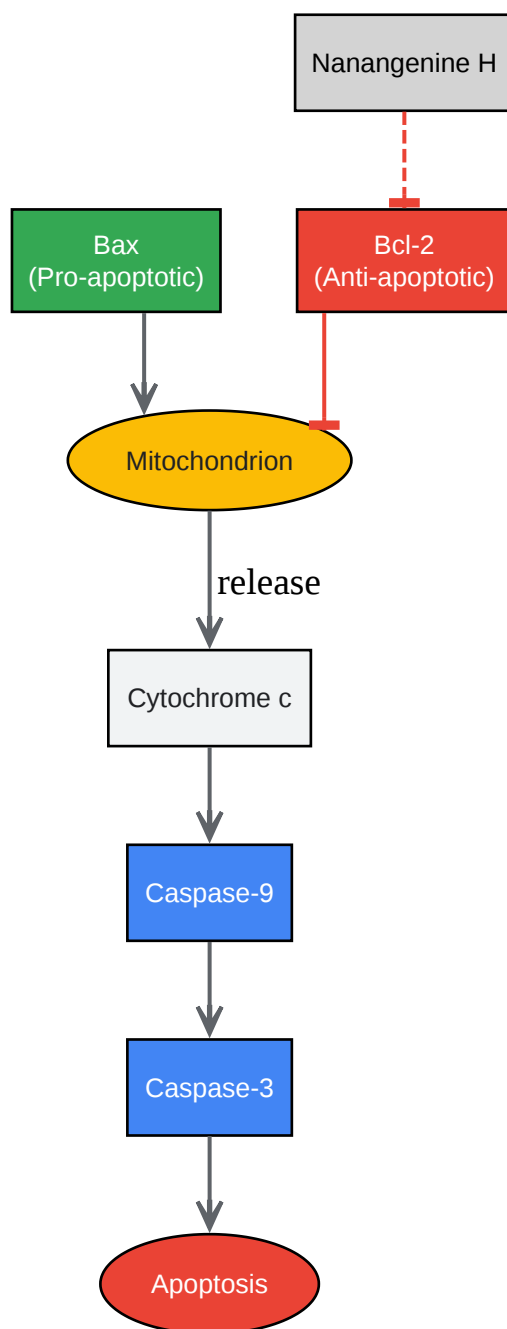 Nanangenine H
Bax
(Pro-apoptotic)
Bcl-2
(Anti-apoptotic)
Mitochondrion
release
Cytochrome c
Caspase-9
Caspase-3
Apoptosis